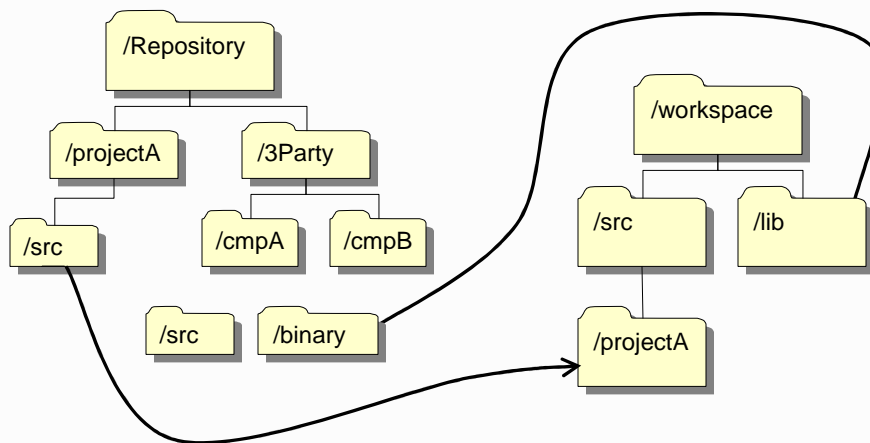 /Repository
/projectA
/3Party
/src
/cmpA
/cmpB
/src
/binary
/workspace
/src
/lib
/projectA